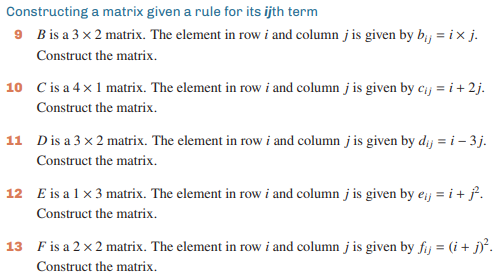 Constructing a matrix given a rule for its ijth term
9 B is a 3 × 2 matrix. The element in row i and column j is given by bᵢⱼ = i × j.
Construct the matrix.
10 C is a 4 × 1 matrix. The element in row i and column j is given by cᵢⱼ = i + 2j.
Construct the matrix.
11 D is a 3 × 2 matrix. The element in row i and column j is given by dᵢⱼ = i – 3j.
Construct the matrix.
12 E is a 1 × 3 matrix. The element in row i and column j is given by eᵢⱼ = i + j².
Construct the matrix.
13 F is a 2 × 2 matrix. The element in row i and column j is given by fᵢⱼ = (i + j)².
Construct the matrix.